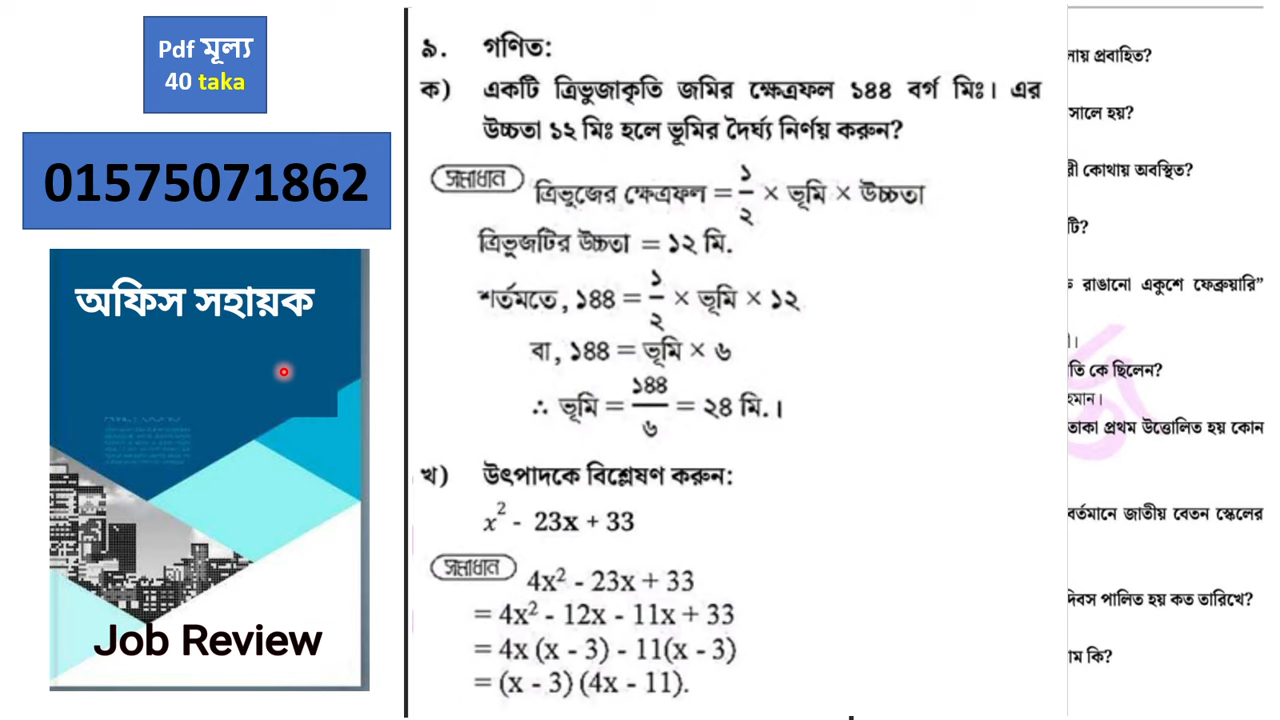 Pdf মূল্য
40 taka
01575071862
অফিস সহায়ক
Job Review
৯. গণিত:
ক) একটি ত্রিভুজাকৃতি জমির ক্ষেত্রফল ১৪৪ বর্গ মিঃ। এর
উচ্চতা ১২ মিঃ হলে ভূমির দৈর্ঘ্য নির্ণয় করুন?
সমাধান ত্রিভুজের ক্ষেত্রফল = ১/২ × ভূমি × উচ্চতা
ত্রিভুজটির উচ্চতা = ১২ মি.
শর্তমতে, ১৪৪ = ১/২ × ভূমি × ১২
বা, ১৪৪ = ভূমি × ৬
∴ ভূমি = ১৪৪/৬ = ২৪ মি.।
খ) উৎপাদকে বিশ্লেষণ করুন:
x² - 23x + 33
সমাধান 4x² - 23x + 33
= 4x² - 12x - 11x + 33
= 4x (x - 3) - 11(x - 3)
= (x - 3) (4x - 11).
লায় প্রবাহিত?
সালে হয়?
রী কোথায় অবস্থিত?
টি?
রাঙানো একুশে ফেব্রুয়ারি”
তি কে ছিলেন?
হমান।
তাকা প্রথম উত্তোলিত হয় কোন
বর্তমানে জাতীয় বেতন স্কেলের
দিবস পালিত হয় কত তারিখে?
াম কি?